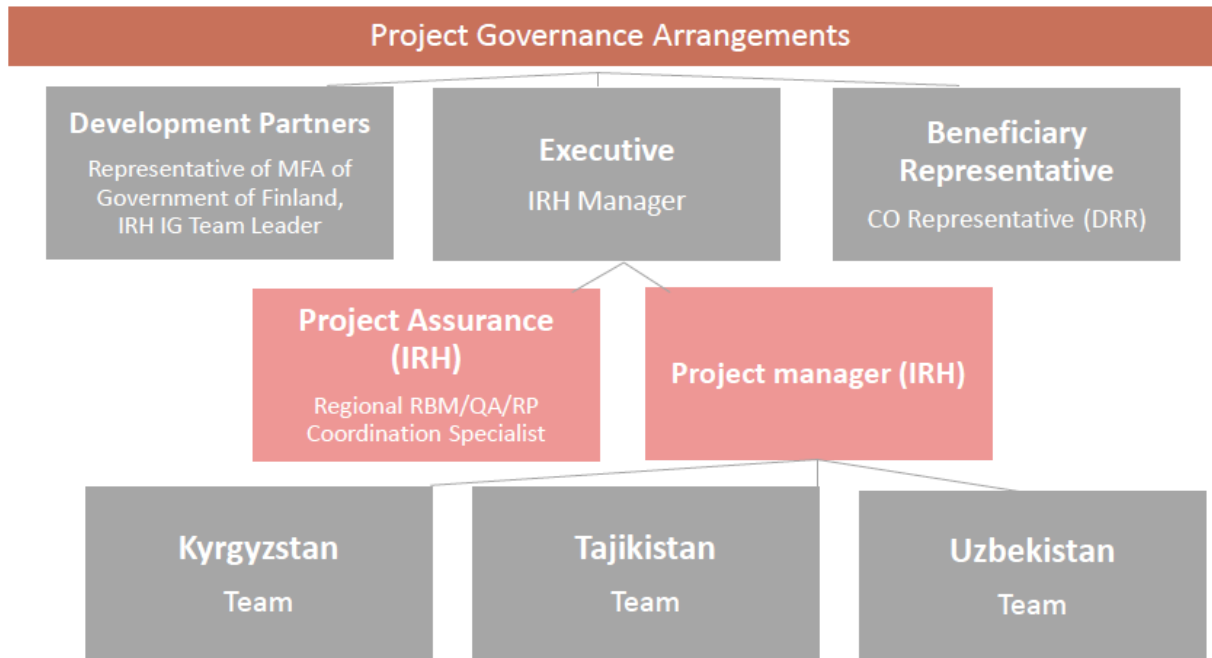 Project Governance Arrangements
Development Partners
Representative of MFA of
Government of Finland,
IRH IG Team Leader
Executive
IRH Manager
Beneficiary
Representative
CO Representative (DRR)
Project Assurance
(IRH)
Regional RBM/QA/RP
Coordination Specialist
Project manager (IRH)
Kyrgyzstan
Team
Tajikistan
Team
Uzbekistan
Team